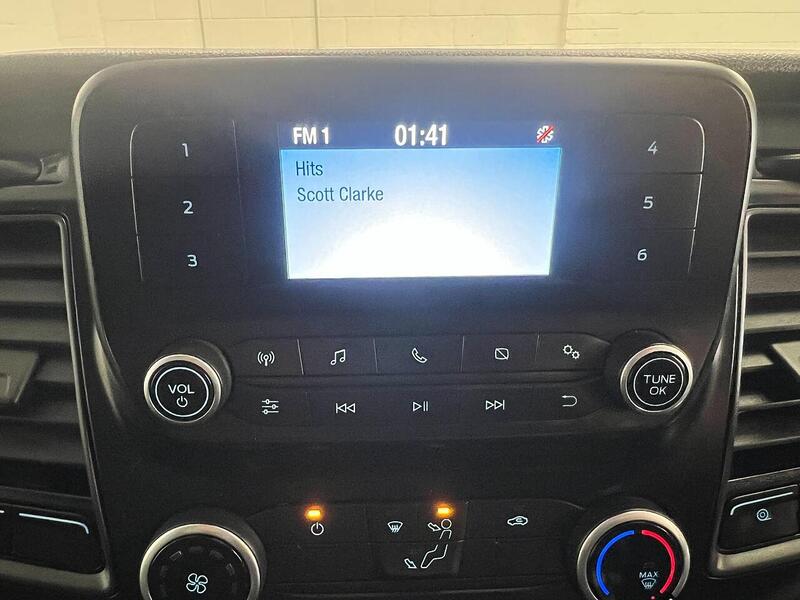 FM 1 01:41
Hits
Scott Clarke
1
2
3
4
5
6
VOL
TUNE
OK
MAX